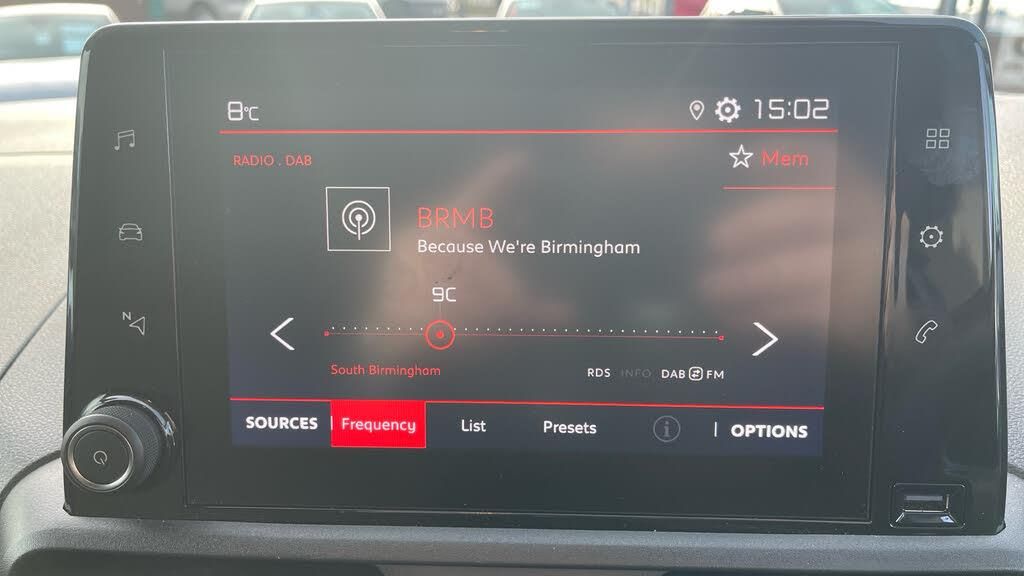 8°C
15:02
RADIO . DAB
Mem
BRMB
Because We're Birmingham
9C
N
South Birmingham
RDS INFO DAB FM
SOURCES | Frequency List Presets i | OPTIONS